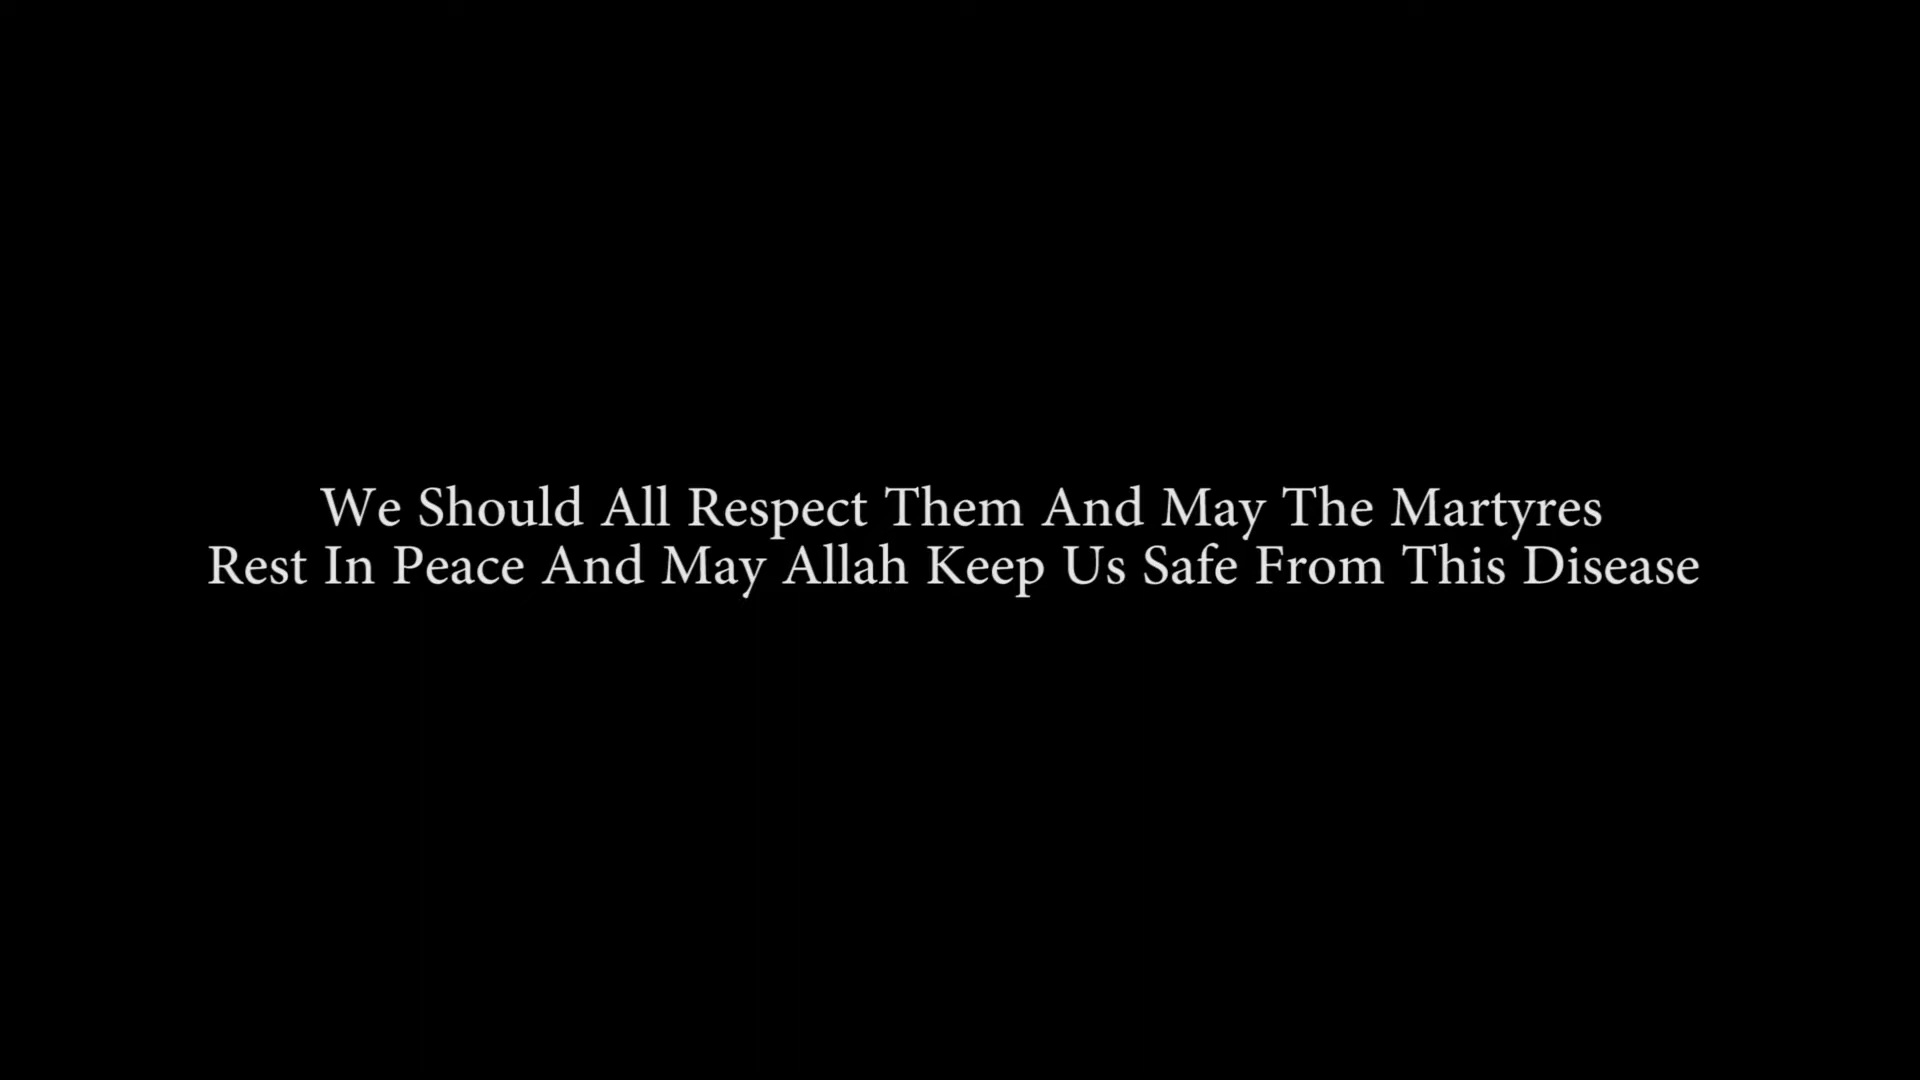 We Should All Respect Them And May The Martyres
Rest In Peace And May Allah Keep Us Safe From This Disease